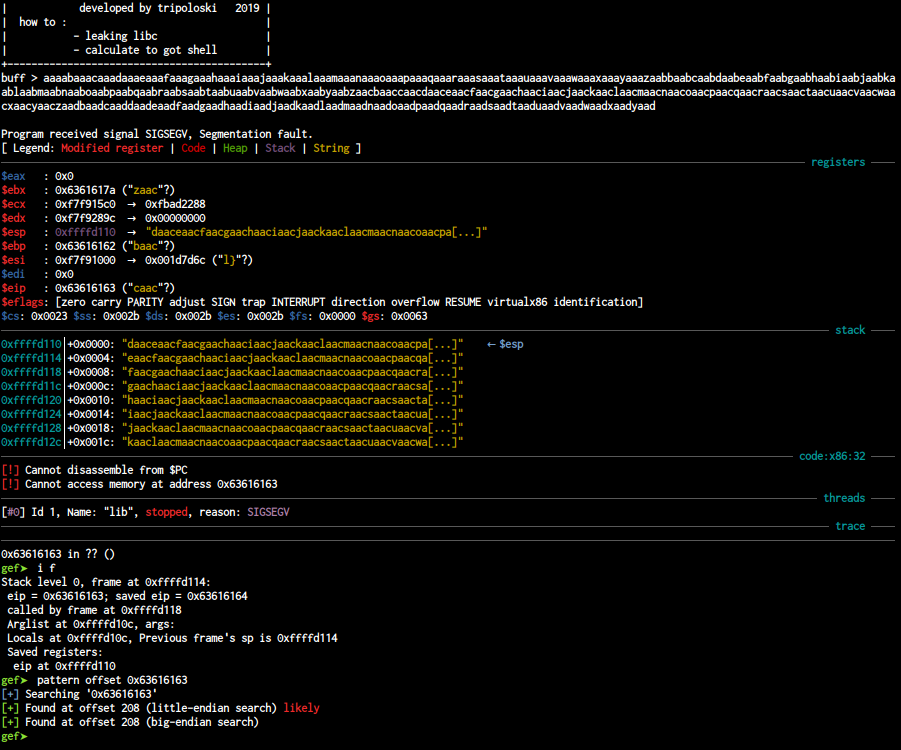 | developed by tripoloski 2019 |
| how to : |
| - leaking libc |
| - calculate to got shell |
+-------------------------------------------+
buff > aaaabaaacaaadaaaeaaafaaagaaahaaaiaaajaaakaaalaaamaaanaaaoaaapaaaqaaaraaasaaataaauaaavaaawaaaxaaayaaazaabbaabcaabdaabeaabfaabgaabhaabiaabjaabka
ablaabmaabnaaboaabpaabqaabraabsaabtaabuaabvaabwaabxaabyaabzaacbaaccaacdaaceaacfaacgaachaaciaacjaackaaclaacmaacnaacoaacpaacqaacraacsaactaacuaacvaacwaa
cxaacyaaczaadbaadcaaddaadeaadfaadgaadhaadiaadjaadkaadlaadmaadnaadoaadpaadqaadraadsaadtaaduaadvaadwaadxaadyaad
Program received signal SIGSEGV, Segmentation fault.
[ Legend: Modified register | Code | Heap | Stack | String ]
registers
$eax : 0x0
$ebx : 0x6361617a ("zaac"?)
$ecx : 0xf7f915c0 → 0xfbad2288
$edx : 0xf7f9289c → 0x00000000
$esp : 0xffffd110 → "daaceaacfaacgaachaaciaacjaackaaclaacmaacnaacoaacpa[...]"
$ebp : 0x63616162 ("baac"?)
$esi : 0xf7f91000 → 0x001d7d6c ("l}"?)
$edi : 0x0
$eip : 0x63616163 ("caac"?)
$eflags: [zero carry PARITY adjust SIGN trap INTERRUPT direction overflow RESUME virtualx86 identification]
$cs: 0x0023 $ss: 0x002b $ds: 0x002b $es: 0x002b $fs: 0x0000 $gs: 0x0063
stack
0xffffd110│+0x0000: "daaceaacfaacgaachaaciaacjaackaaclaacmaacnaacoaacpa[...]" ← $esp
0xffffd114│+0x0004: "eaacfaacgaachaaciaacjaackaaclaacmaacnaacoaacpaacqa[...]"
0xffffd118│+0x0008: "faacgaachaaciaacjaackaaclaacmaacnaacoaacpaacqaacra[...]"
0xffffd11c│+0x000c: "gaachaaciaacjaackaaclaacmaacnaacoaacpaacqaacraacsa[...]"
0xffffd120│+0x0010: "haaciaacjaackaaclaacmaacnaacoaacpaacqaacraacsaacta[...]"
0xffffd124│+0x0014: "iaacjaackaaclaacmaacnaacoaacpaacqaacraacsaactaacua[...]"
0xffffd128│+0x0018: "jaackaaclaacmaacnaacoaacpaacqaacraacsaactaacuaacva[...]"
0xffffd12c│+0x001c: "kaaclaacmaacnaacoaacpaacqaacraacsaactaacuaacvaacwa[...]"
code:x86:32
[!] Cannot disassemble from $PC
[!] Cannot access memory at address 0x63616163
threads
[#0] Id 1, Name: "lib", stopped, reason: SIGSEGV
trace
0x63616163 in ?? ()
gef➤ i f
Stack level 0, frame at 0xffffd114:
eip = 0x63616163; saved eip = 0x63616164
called by frame at 0xffffd118
Arglist at 0xffffd10c, args:
Locals at 0xffffd10c, Previous frame's sp is 0xffffd114
Saved registers:
eip at 0xffffd110
gef➤ pattern offset 0x63616163
[+] Searching '0x63616163'
[+] Found at offset 208 (little-endian search) likely
[+] Found at offset 208 (big-endian search)
gef➤